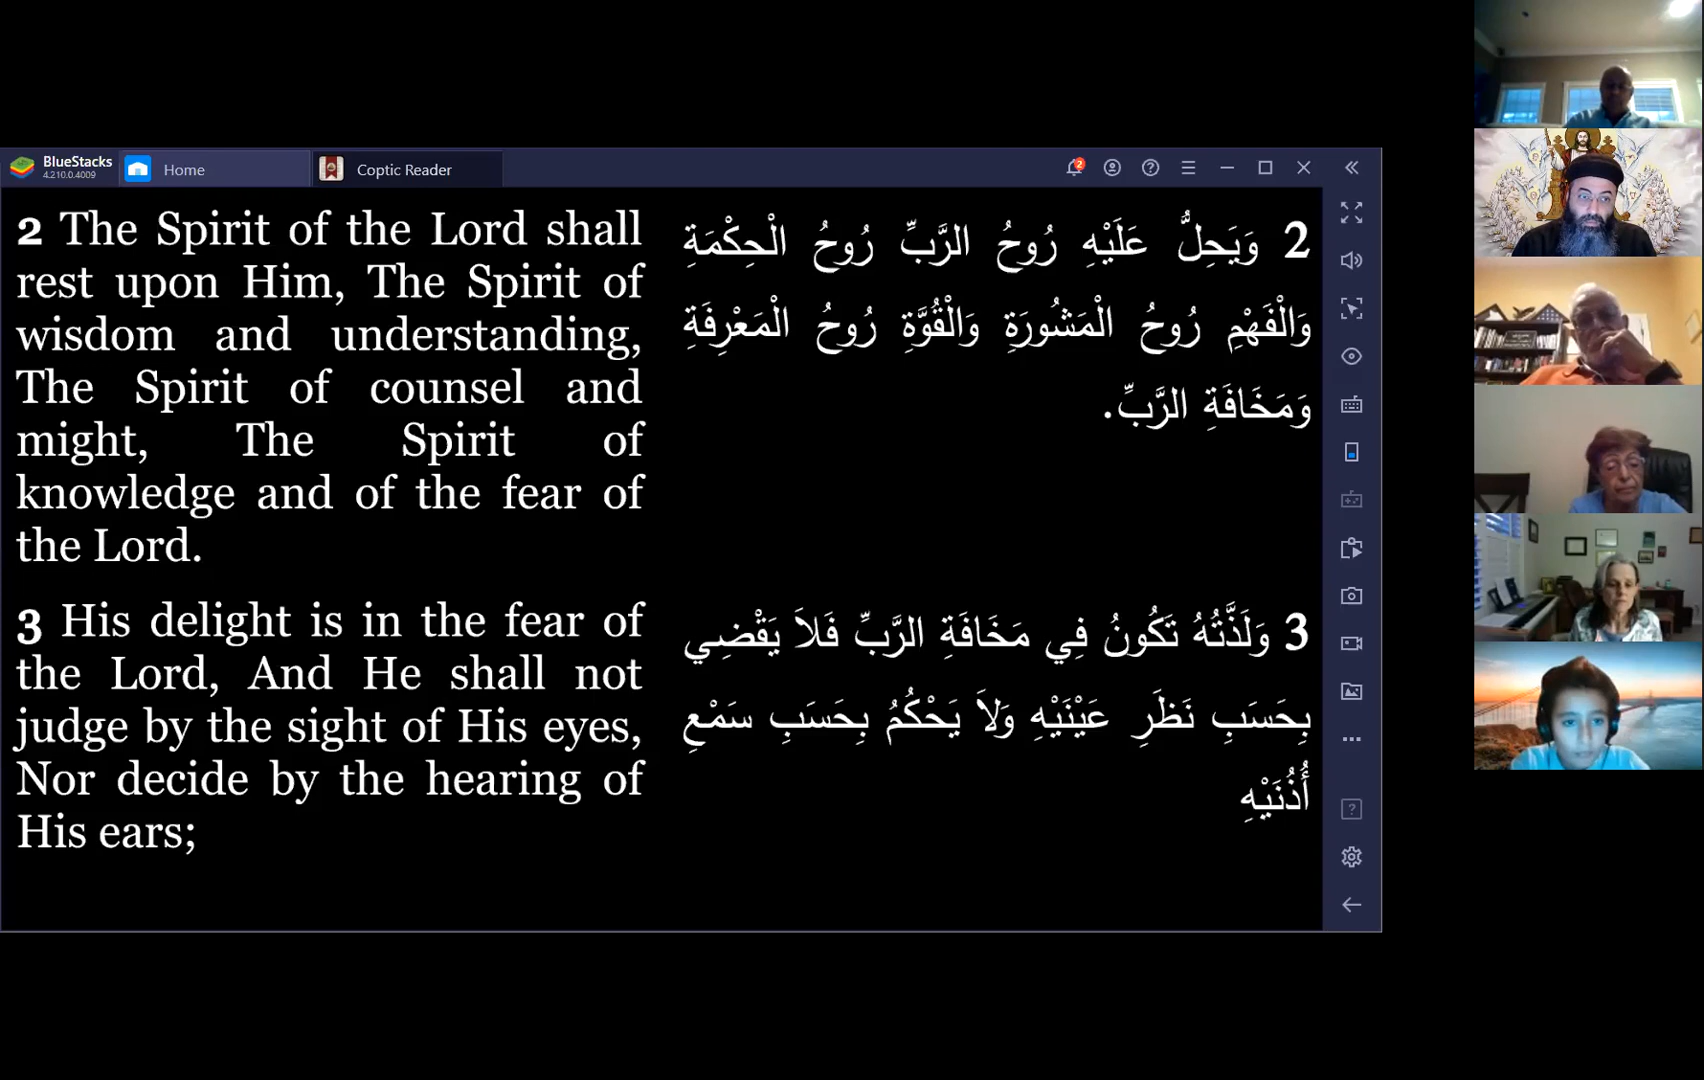 BlueStacks
4.210.0.4009
Home
Coptic Reader
2
2 The Spirit of the Lord shall
rest upon Him, The Spirit of
wisdom and understanding,
The Spirit of counsel and
might, The Spirit of
knowledge and of the fear of
the Lord.
2 وَيَحِلُّ عَلَيْهِ رُوحُ الرَّبِّ رُوحُ الْحِكْمَةِ
وَالْفَهْمِ رُوحُ الْمَشُورَةِ وَالْقُوَّةِ رُوحُ الْمَعْرِفَةِ
وَمَخَافَةِ الرَّبِّ.
3 His delight is in the fear of
the Lord, And He shall not
judge by the sight of His eyes,
Nor decide by the hearing of
His ears;
3 وَلَذَّتُهُ تَكُونُ فِي مَخَافَةِ الرَّبِّ فَلاَ يَقْضِي
بِحَسَبِ نَظَرِ عَيْنَيْهِ وَلاَ يَحْكُمُ بِحَسَبِ سَمْعِ
أُذُنَيْهِ